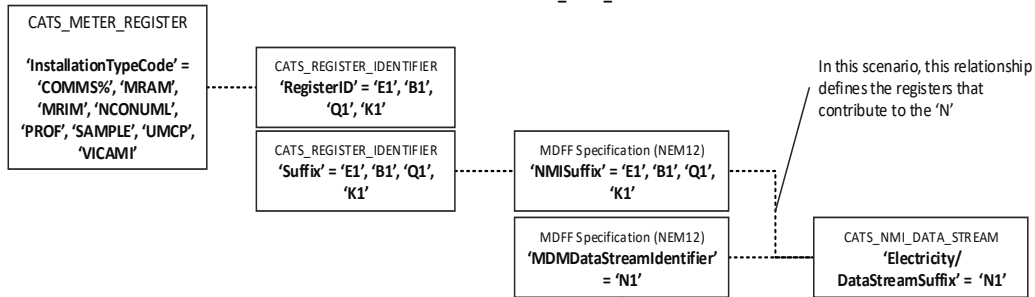 CATS_METER_REGISTER
‘InstallationTypeCode’ =
‘COMMS%’, ‘MRAM’,
‘MRIM’, ‘NCONUML’,
‘PROF’, ‘SAMPLE’, ‘UMCP’,
‘VICAMI’
CATS_REGISTER_IDENTIFIER
‘RegisterID’ = ‘E1’, ‘B1’,
‘Q1’, ‘K1’
CATS_REGISTER_IDENTIFIER
‘Suffix’ = ‘E1’, ‘B1’, ‘Q1’,
‘K1’
MDFF Specification (NEM12)
‘NMISuffix’ = ‘E1’, ‘B1’, ‘Q1’,
‘K1’
MDFF Specification (NEM12)
‘MDMDataStreamIdentifier’
= ‘N1’
In this scenario, this relationship
defines the registers that
contribute to the ‘N’
CATS_NMI_DATA_STREAM
‘Electricity/
DataStreamSuffix’ = ‘N1’